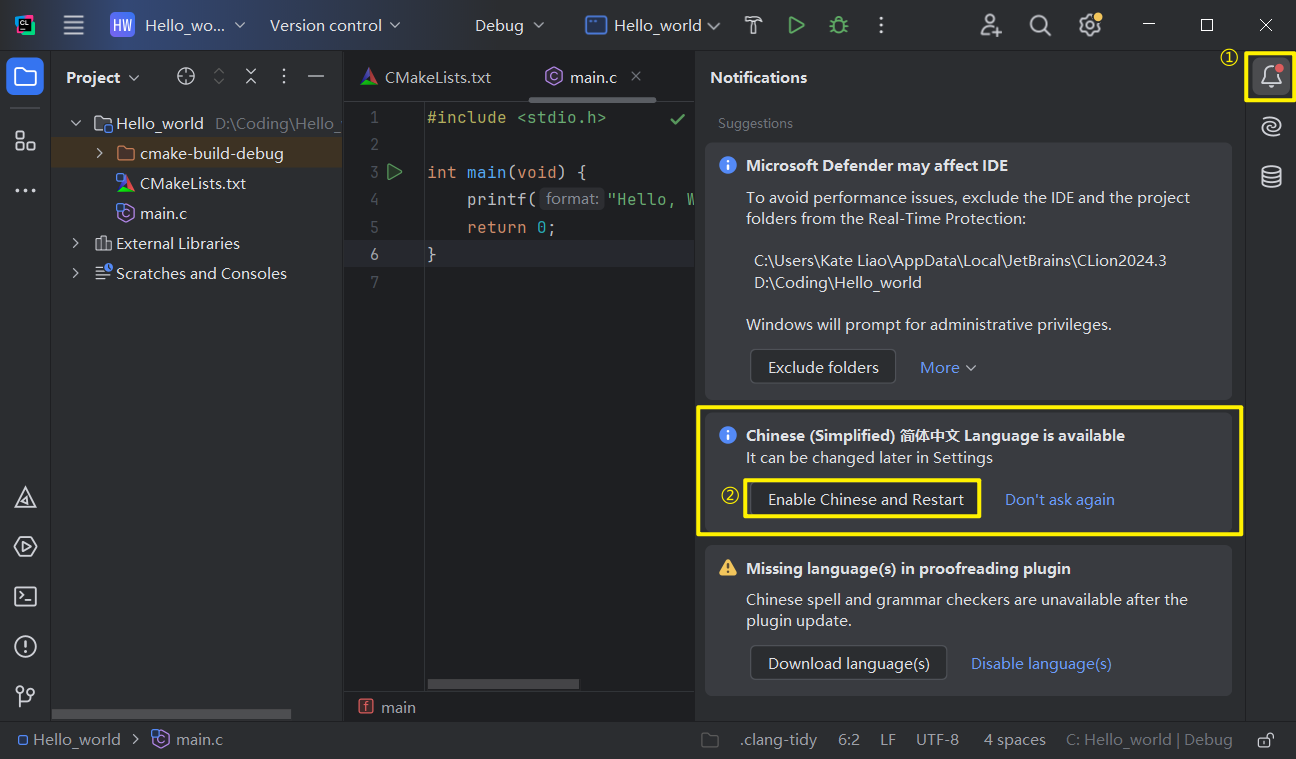 HW Hello_wo... Version control Debug Hello_world
Project
Hello_world D:\Coding\Hello_
cmake-build-debug
CMakeLists.txt
main.c
External Libraries
Scratches and Consoles
CMakeLists.txt main.c
1 #include <stdio.h>
2
3 int main(void) {
4 printf( format: "Hello, W
5 return 0;
6 }
7
main
Notifications
①
Suggestions
Microsoft Defender may affect IDE
To avoid performance issues, exclude the IDE and the project
folders from the Real-Time Protection:
C:\Users\Kate Liao\AppData\Local\JetBrains\CLion2024.3
D:\Coding\Hello_world
Windows will prompt for administrative privileges.
Exclude folders More
Chinese (Simplified) 简体中文 Language is available
It can be changed later in Settings
② Enable Chinese and Restart Don't ask again
Missing language(s) in proofreading plugin
Chinese spell and grammar checkers are unavailable after the
plugin update.
Download language(s) Disable language(s)
Hello_world main.c .clang-tidy 6:2 LF UTF-8 4 spaces C: Hello_world | Debug